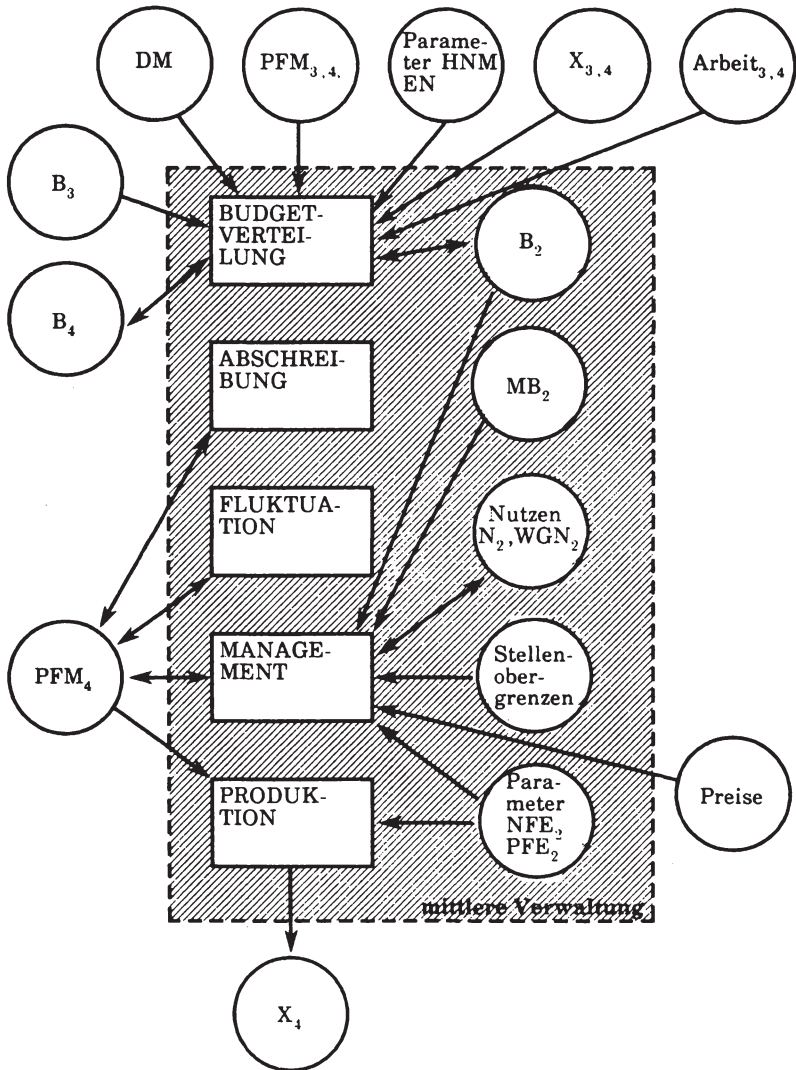 DM
PFM₃,₄.
Parame-
ter HNM
EN
X₃,₄
Arbeit₃,₄
B₃
BUDGET-
VERTEI-
LUNG
B₂
B₄
ABSCHREI-
BUNG
MB₂
FLUKTUA-
TION
Nutzen
N₂,WGN₂
PFM₄
MANAGE-
MENT
Stellen-
ober-
grenzen
PRODUK-
TION
Para-
meter
NFE₂
PFE₂
Preise
mittlere Verwaltung
X₄